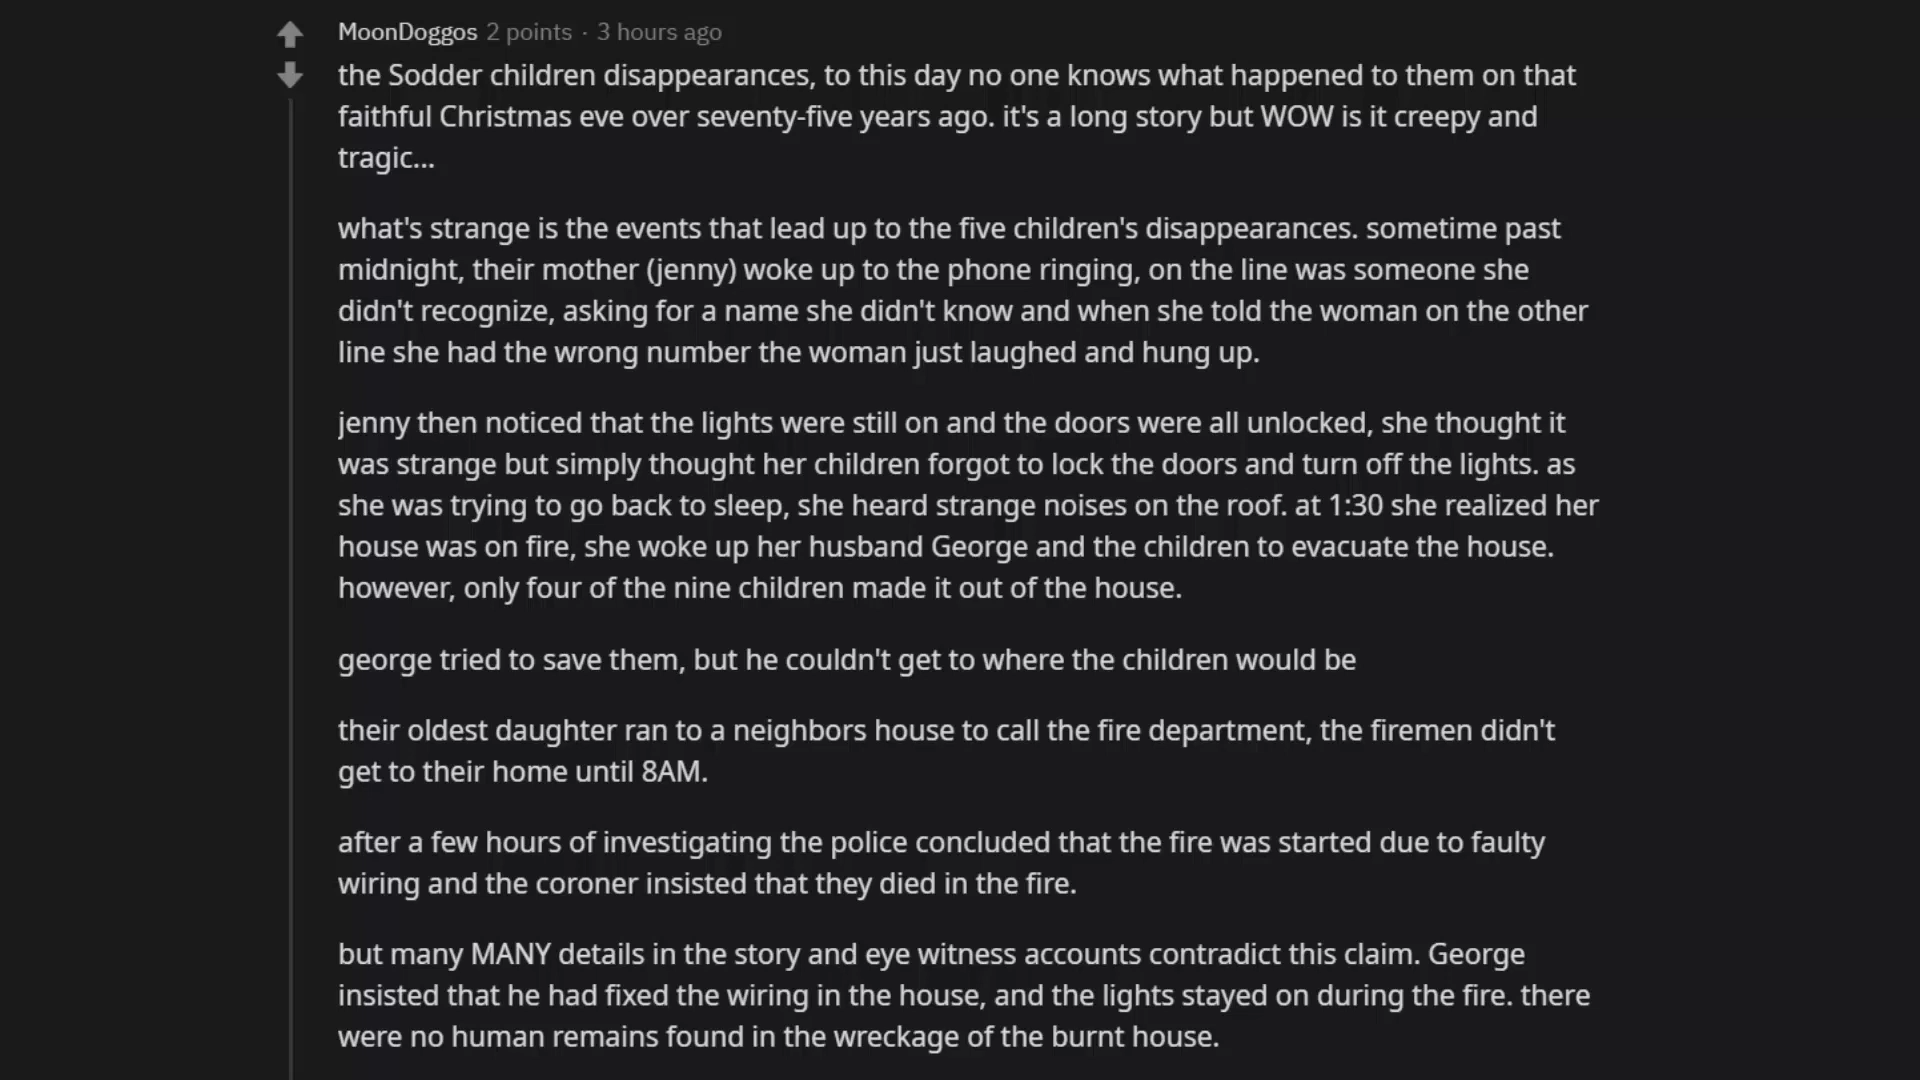 MoonDoggos 2 points · 3 hours ago
the Sodder children disappearances, to this day no one knows what happened to them on that
faithful Christmas eve over seventy-five years ago. it's a long story but WOW is it creepy and
tragic...
what's strange is the events that lead up to the five children's disappearances. sometime past
midnight, their mother (jenny) woke up to the phone ringing, on the line was someone she
didn't recognize, asking for a name she didn't know and when she told the woman on the other
line she had the wrong number the woman just laughed and hung up.
jenny then noticed that the lights were still on and the doors were all unlocked, she thought it
was strange but simply thought her children forgot to lock the doors and turn off the lights. as
she was trying to go back to sleep, she heard strange noises on the roof. at 1:30 she realized her
house was on fire, she woke up her husband George and the children to evacuate the house.
however, only four of the nine children made it out of the house.
george tried to save them, but he couldn't get to where the children would be
their oldest daughter ran to a neighbors house to call the fire department, the firemen didn't
get to their home until 8AM.
after a few hours of investigating the police concluded that the fire was started due to faulty
wiring and the coroner insisted that they died in the fire.
but many MANY details in the story and eye witness accounts contradict this claim. George
insisted that he had fixed the wiring in the house, and the lights stayed on during the fire. there
were no human remains found in the wreckage of the burnt house.